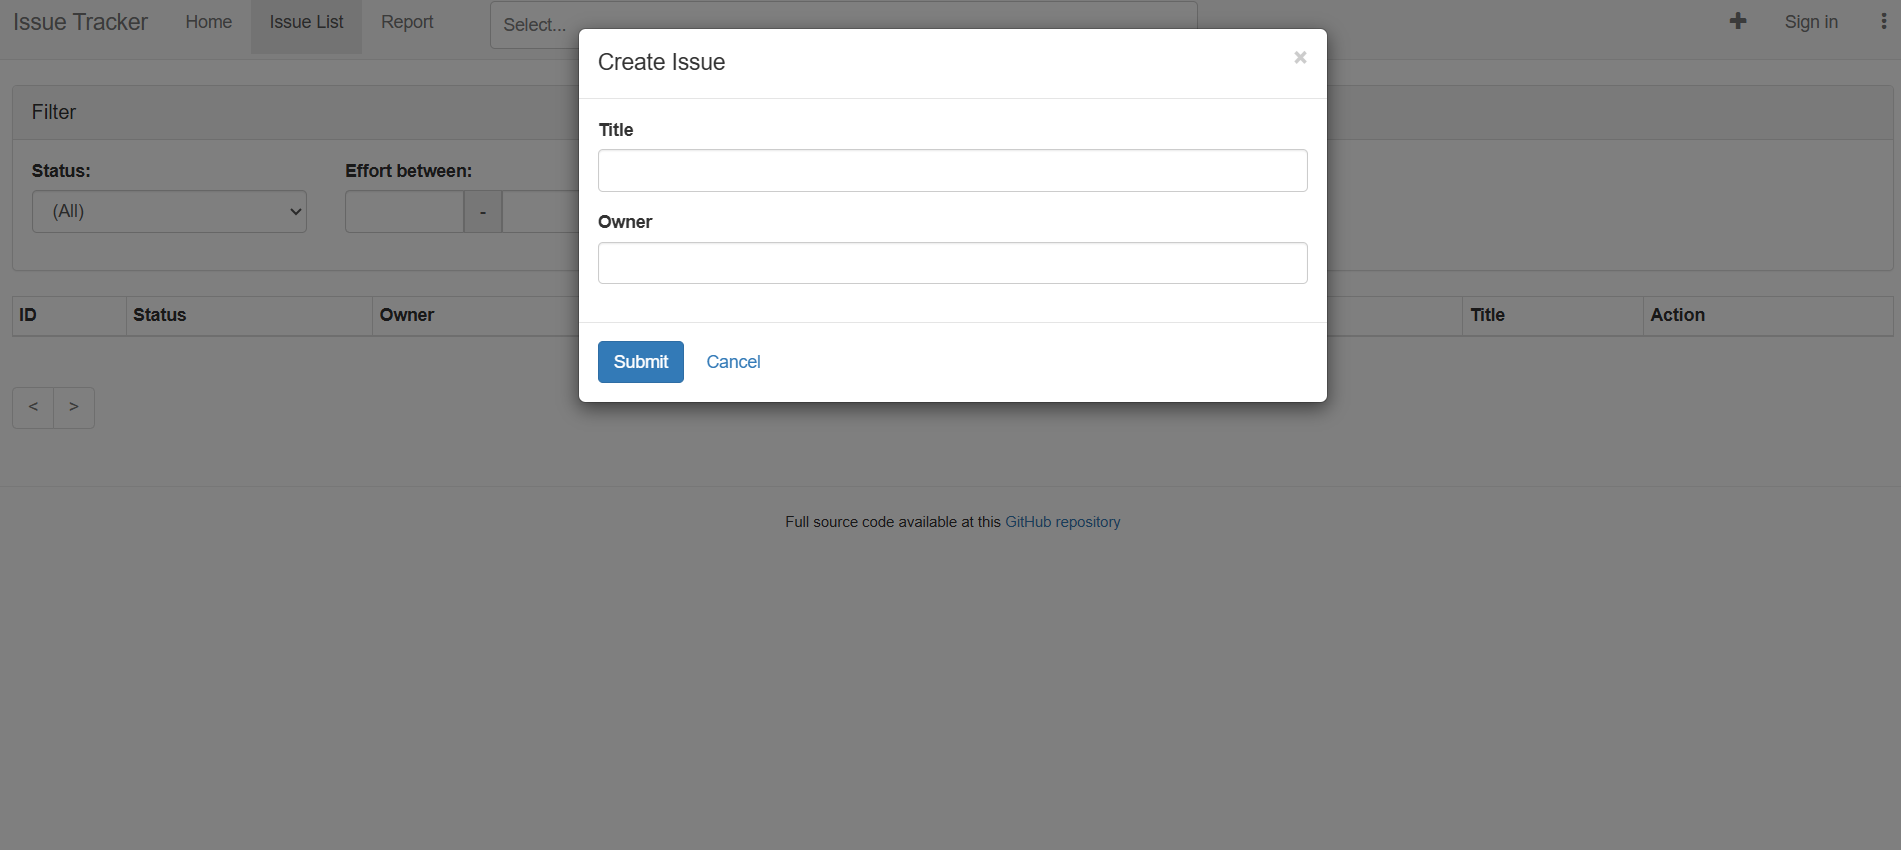 Issue Tracker Home Issue List Report Select... + Sign in
Create Issue ×
Filter
Title
Status: Effort between:
(All) -
Owner
ID Status Owner Title Action
Submit Cancel
< >
Full source code available at this GitHub repository